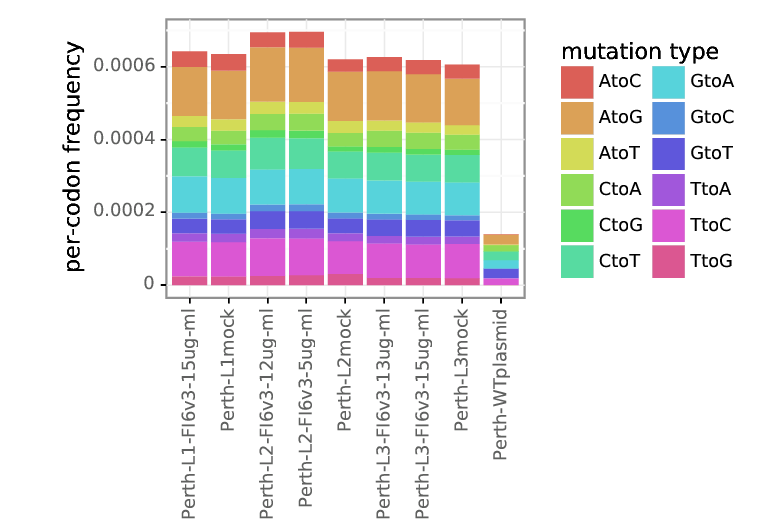 per-codon frequency
0.0006
0.0004
0.0002
0
Perth-L1-FI6v3-15ug-ml
Perth-L1mock
Perth-L2-FI6v3-12ug-ml
Perth-L2-FI6v3-5ug-ml
Perth-L2mock
Perth-L3-FI6v3-13ug-ml
Perth-L3-FI6v3-15ug-ml
Perth-L3mock
Perth-WTplasmid
mutation type
AtoC
AtoG
AtoT
CtoA
CtoG
CtoT
GtoA
GtoC
GtoT
TtoA
TtoC
TtoG